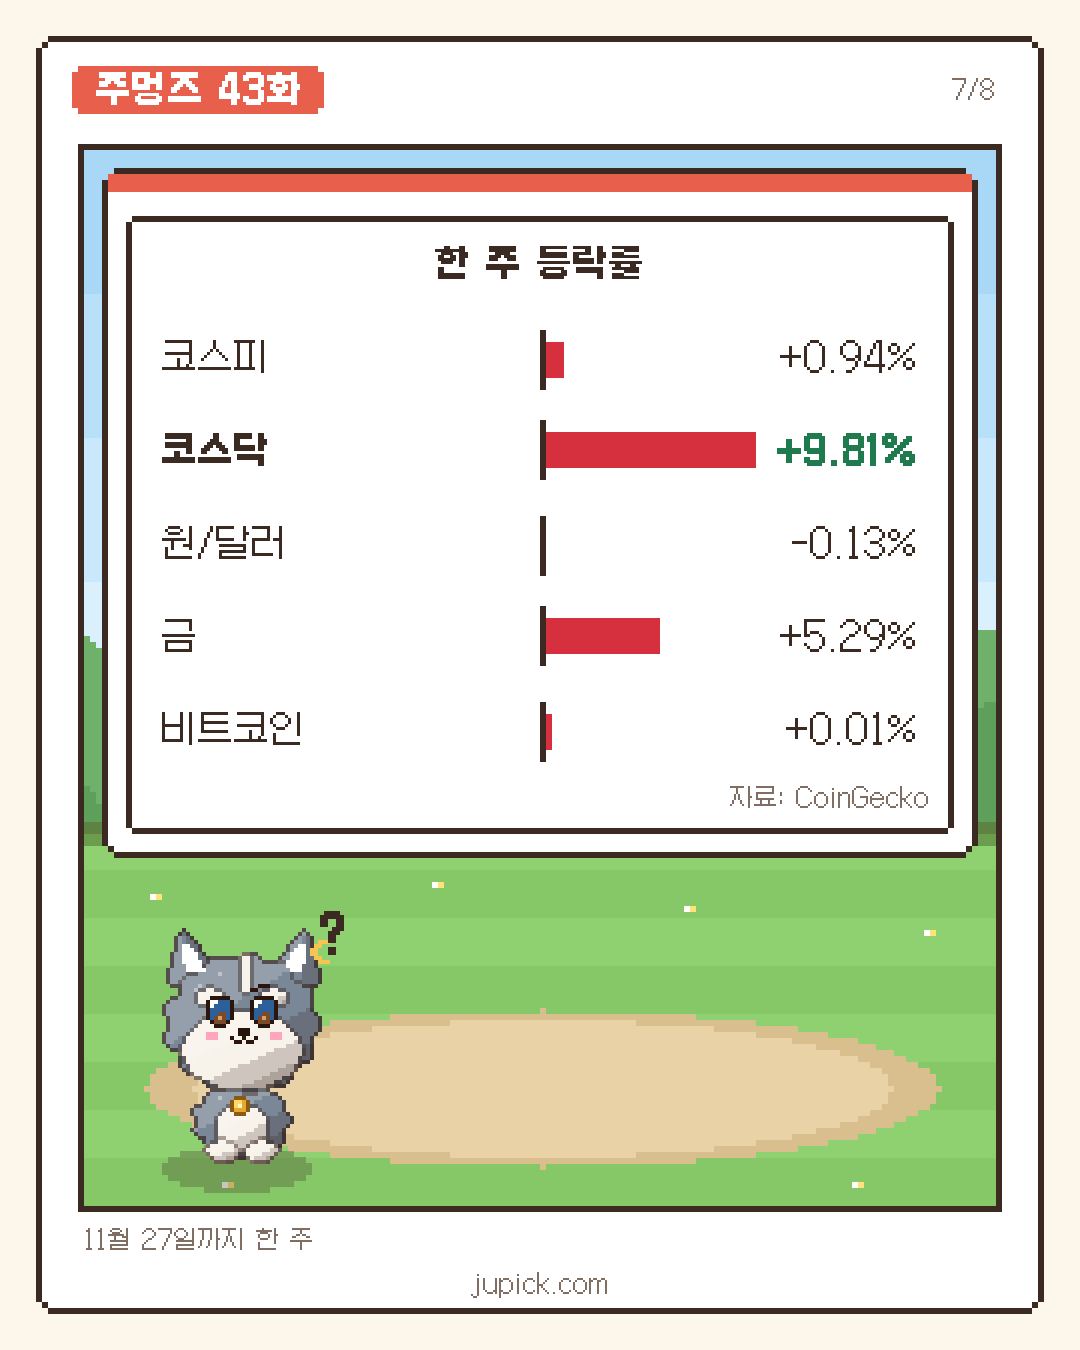 주멍즈 43화
7/8
한 주 등락률
코스피 +0.94%
코스닥 +9.81%
원/달러 -0.13%
금 +5.29%
비트코인 +0.01%
자료: CoinGecko
?
11월 27일까지 한 주
jupick.com